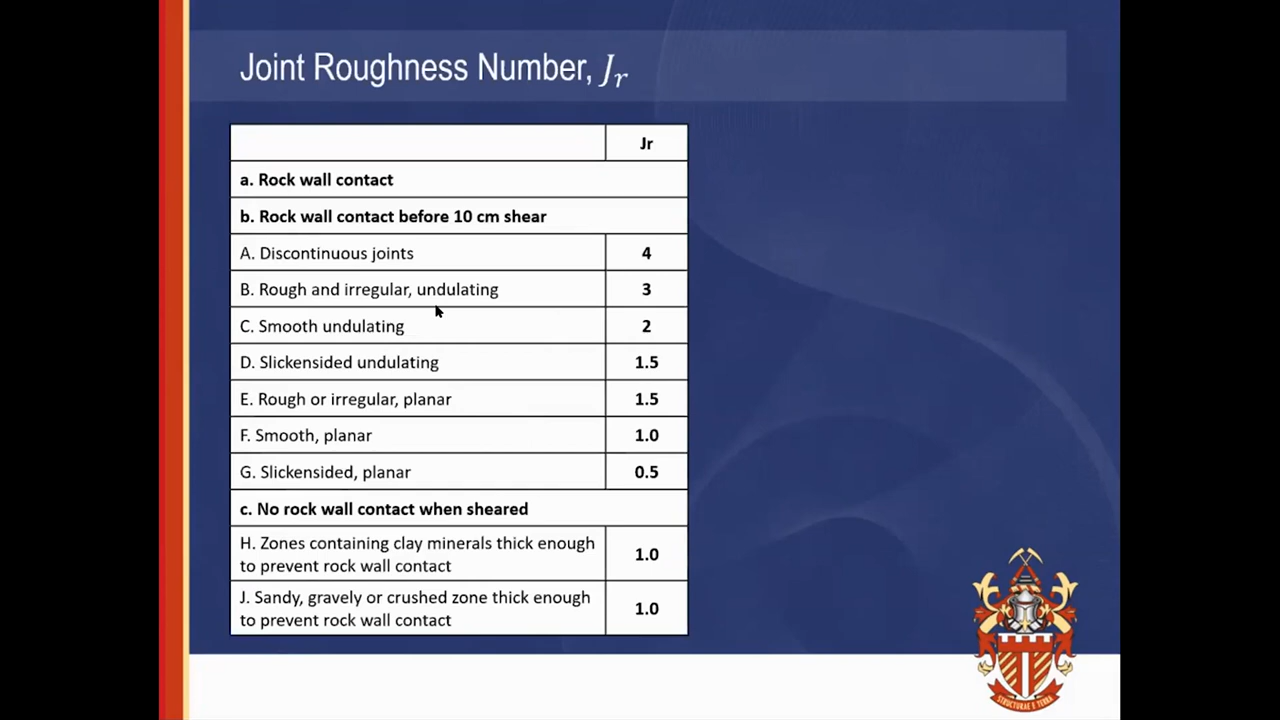 Joint Roughness Number, Jr
Jr
a. Rock wall contact
b. Rock wall contact before 10 cm shear
A. Discontinuous joints 4
B. Rough and irregular, undulating 3
C. Smooth undulating 2
D. Slickensided undulating 1.5
E. Rough or irregular, planar 1.5
F. Smooth, planar 1.0
G. Slickensided, planar 0.5
c. No rock wall contact when sheared
H. Zones containing clay minerals thick enough
to prevent rock wall contact 1.0
J. Sandy, gravely or crushed zone thick enough
to prevent rock wall contact 1.0
STRUCTURAE E TERRA